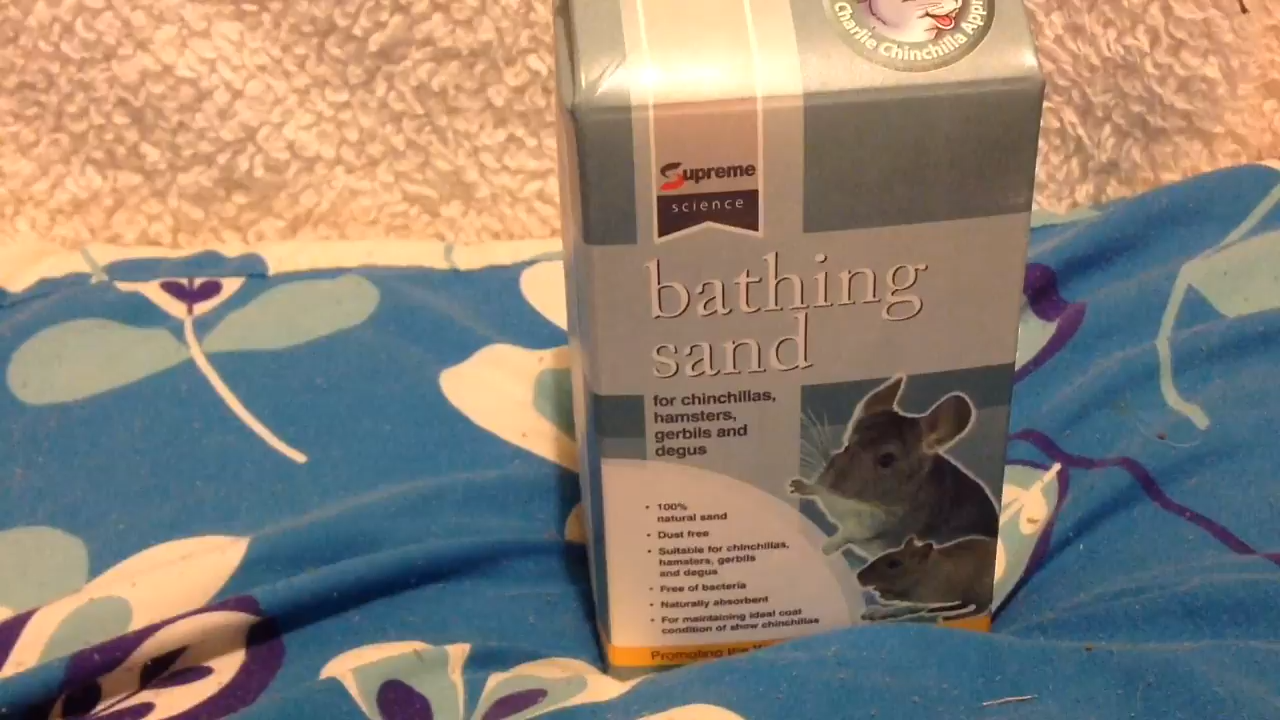 Charlie Chinchilla
Supreme
science
bathing
sand
for chinchillas,
hamsters,
gerbils and
degus
• 100%
natural sand
• Dust free
• Suitable for chinchillas,
hamsters, gerbils
and degus
• Free of bacteria
• Naturally absorbent
• For maintaining ideal coat
condition of show chinchillas
Promoting the